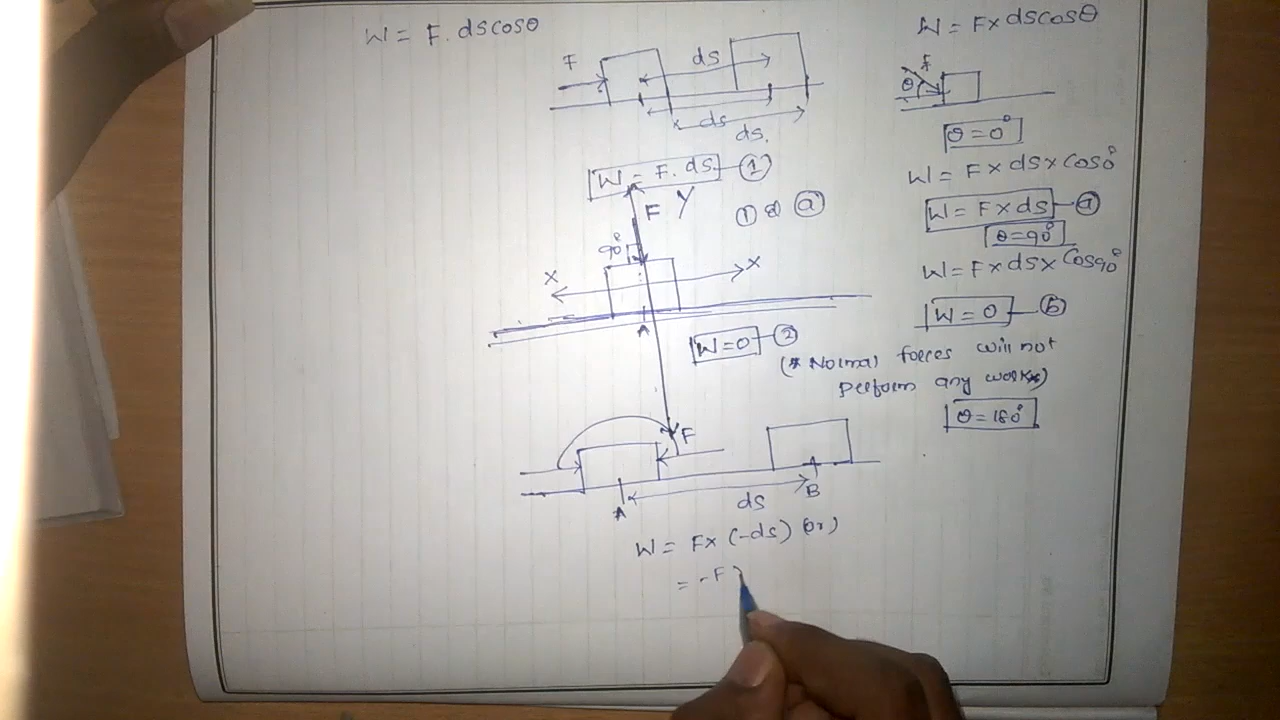 W = F. dscosθ
F
ds
ds
ds.
W = F. ds. ①
F Y
① & ⓐ
90°
X
X
A
W = 0 ②
F
A
ds
B
W = F× (-ds) (or)
= -F
W = F× dscosθ
F
θ
θ = 0°
W = F× ds× Cos0°
W = F× ds ⓐ
θ = 90°
W = F× ds× Cos90°
W = 0 ⓑ
(* Normal forces will not
perform any work*)
θ = 180°